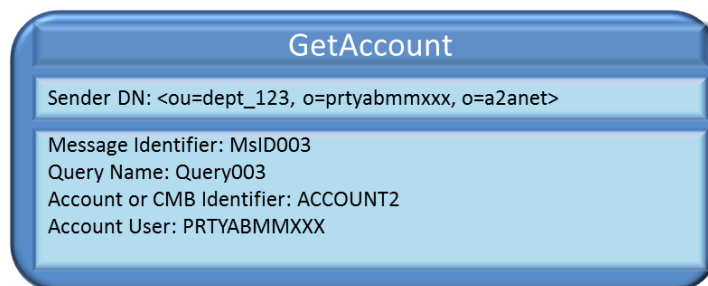 GetAccount
Sender DN: <ou=dept_123, o=prtyabmmxxx, o=a2anet>
Message Identifier: MsID003
Query Name: Query003
Account or CMB Identifier: ACCOUNT2
Account User: PRTYABMMXXX